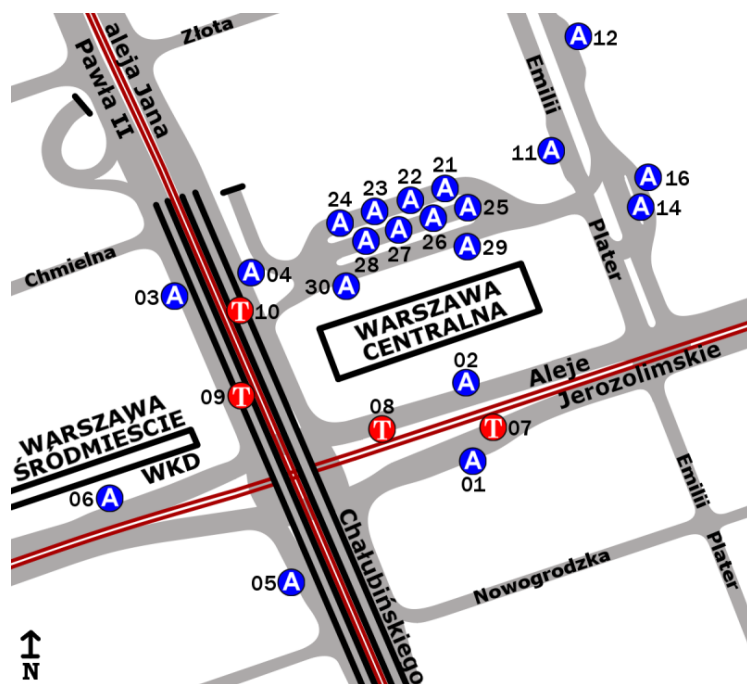 Złota
aleja Jana
Pawła II
Emilii
A 12
11 A
A 16
A 14
21
22
23
24
A A A A
A 25
A A A
26
27
28
A 29
30 A
Plater
Chmielna
A 04
03 A
T 10
WARSZAWA
CENTRALNA
02
A
Aleje
Jerozolimskie
09 T
08
T
T 07
A
01
WARSZAWA
ŚRÓDMIEŚCIE
WKD
06 A
Emilii
Plater
Chałubińskiego
05 A
Nowogrodzka
N